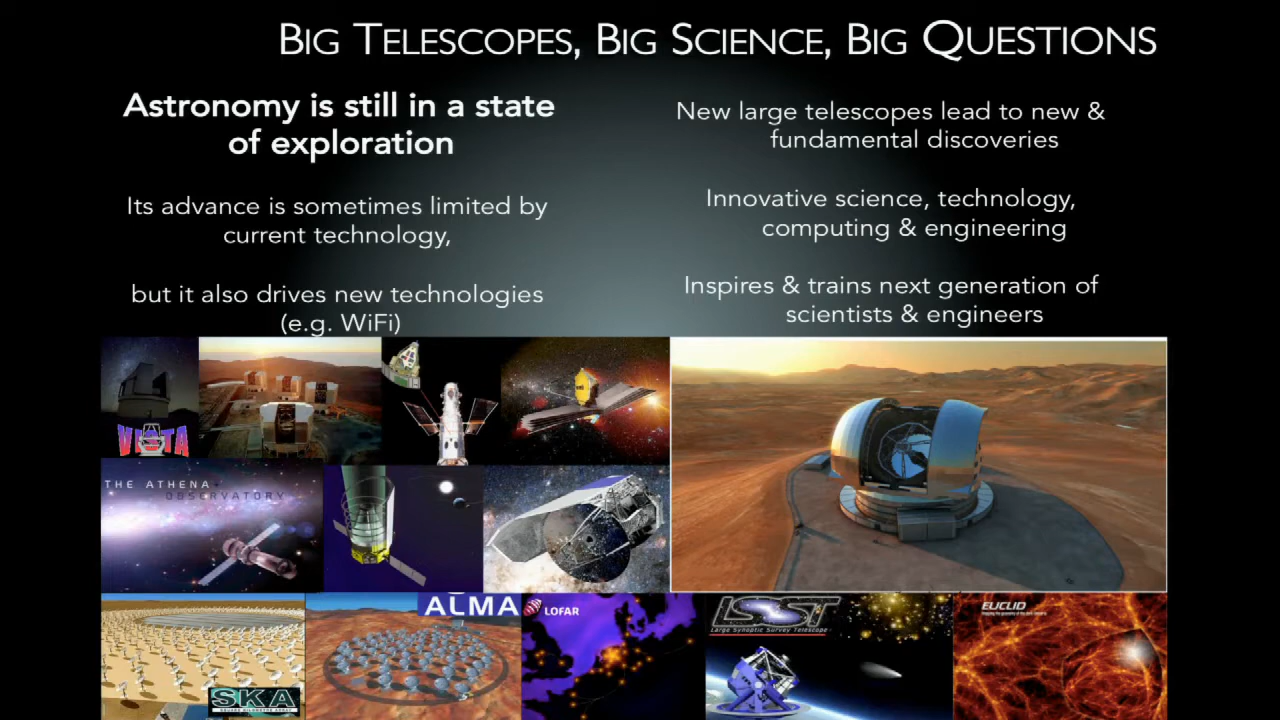 BIG TELESCOPES, BIG SCIENCE, BIG QUESTIONS
Astronomy is still in a state
of exploration
Its advance is sometimes limited by
current technology,
but it also drives new technologies
(e.g. WiFi)
New large telescopes lead to new &
fundamental discoveries
Innovative science, technology,
computing & engineering
Inspires & trains next generation of
scientists & engineers
VISTA
THE ATHENA
OBSERVATORY
SKA
SQUARE KILOMETRE ARRAY
ALMA
LOFAR
LSST
Large Synoptic Survey Telescope
EUCLID